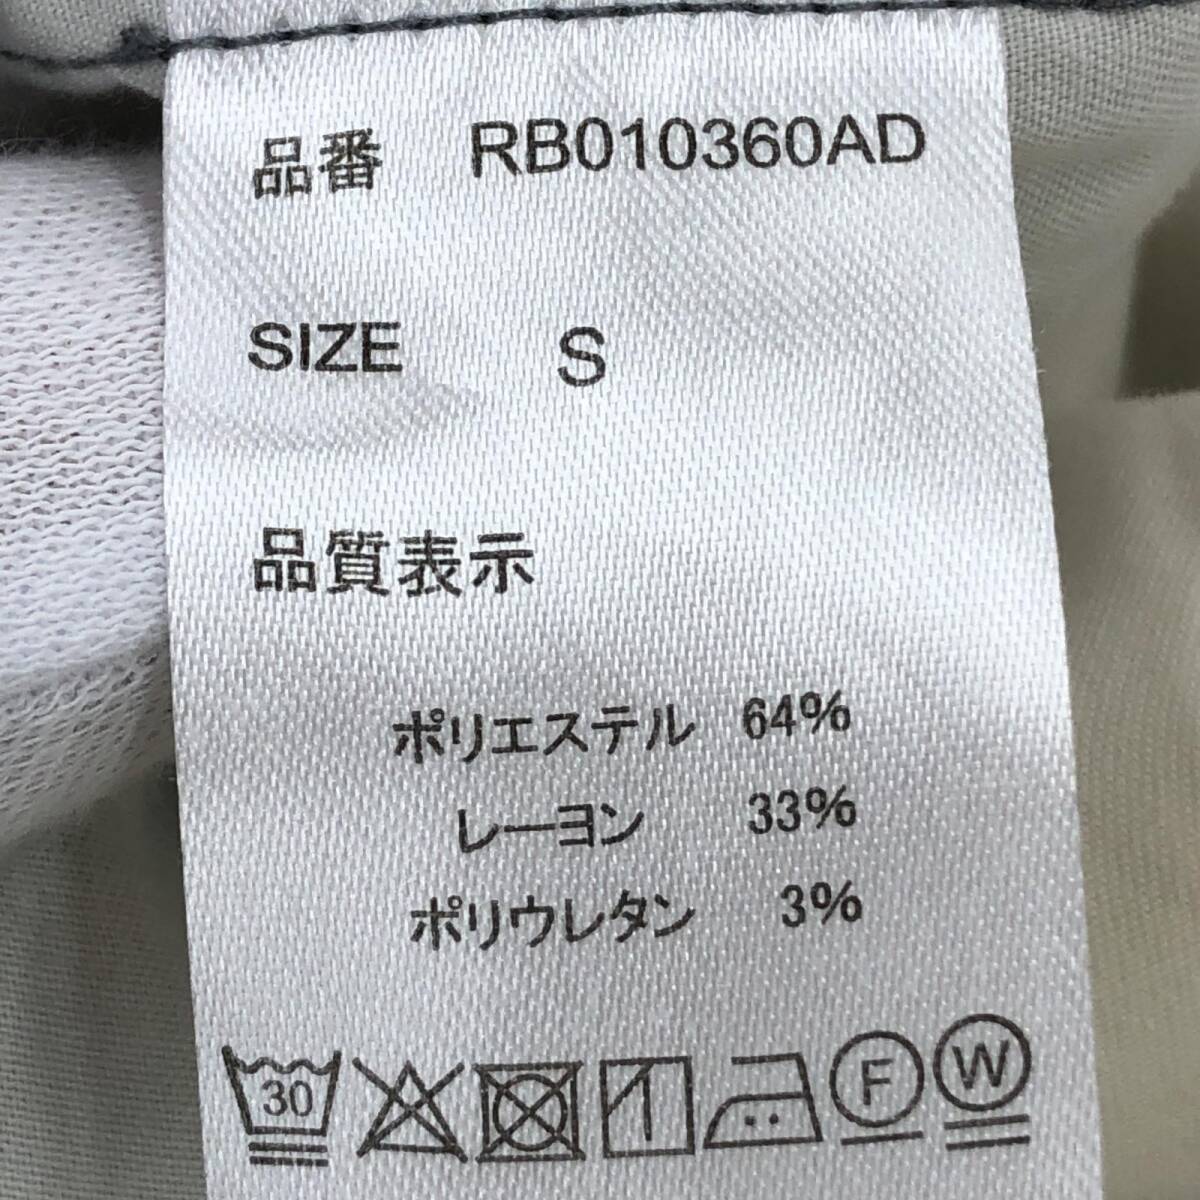 品番 RB010360AD
SIZE S
品質表示
ポリエステル 64%
レーヨン 33%
ポリウレタン 3%
30 F W